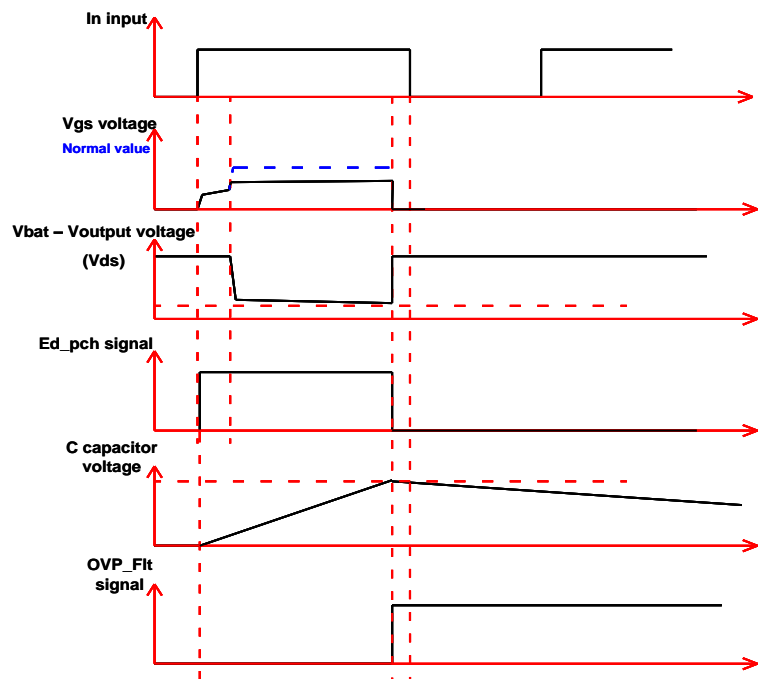 In input
Vgs voltage
Normal value
Vbat – Voutput voltage
(Vds)
Ed_pch signal
C capacitor
voltage
OVP_Flt
signal